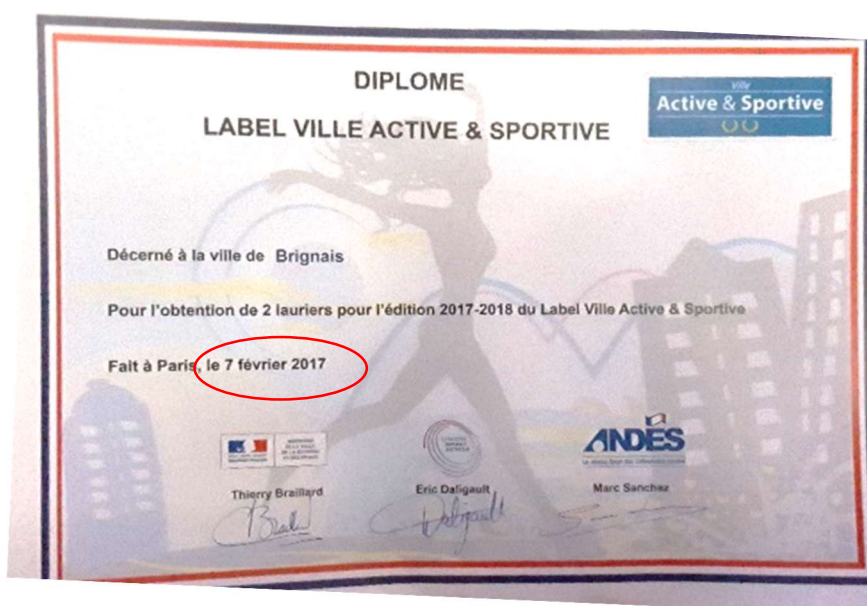 DIPLOME
LABEL VILLE ACTIVE & SPORTIVE
Ville
Active & Sportive
Décerné à la ville de Brignais
Pour l'obtention de 2 lauriers pour l'édition 2017-2018 du Label Ville Active & Sportive
Fait à Paris, le 7 février 2017
ANDES
Thierry Braillard
Eric Daligault
Marc Sanchez
Daligault